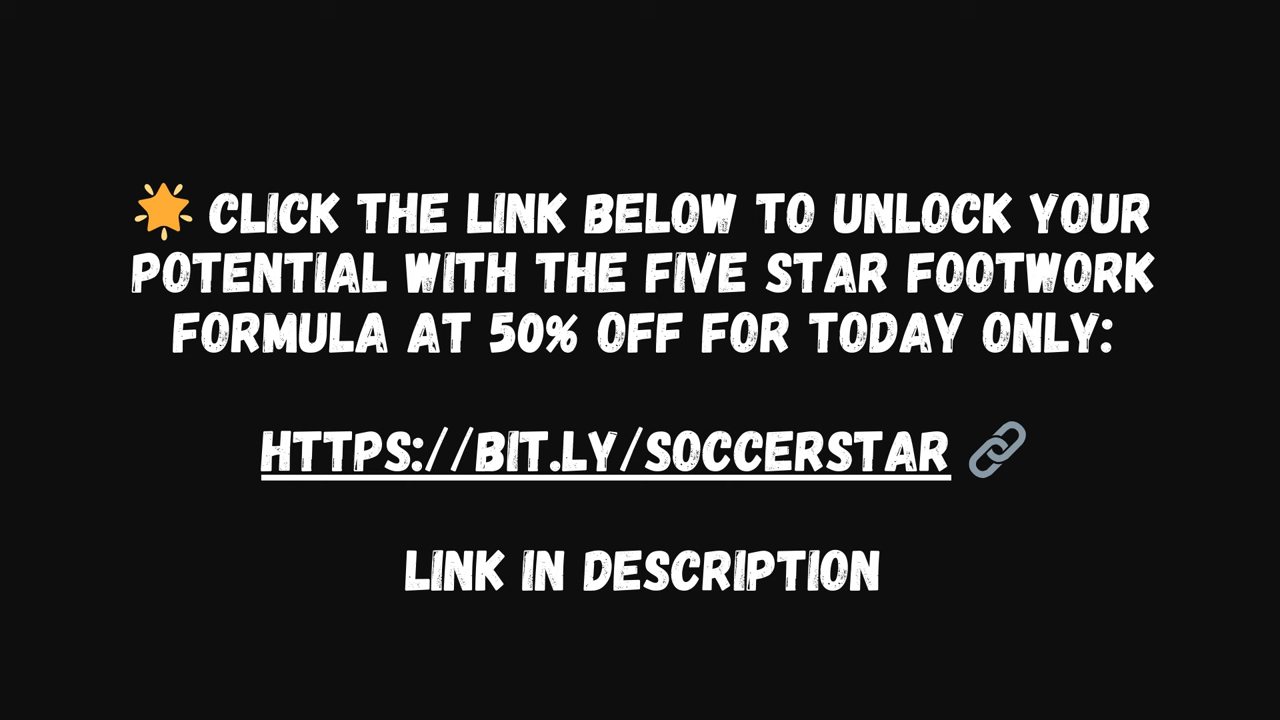 🌟 CLICK THE LINK BELOW TO UNLOCK YOUR
POTENTIAL WITH THE FIVE STAR FOOTWORK
FORMULA AT 50% OFF FOR TODAY ONLY:
HTTPS://BIT.LY/SOCCERSTAR 🔗
LINK IN DESCRIPTION